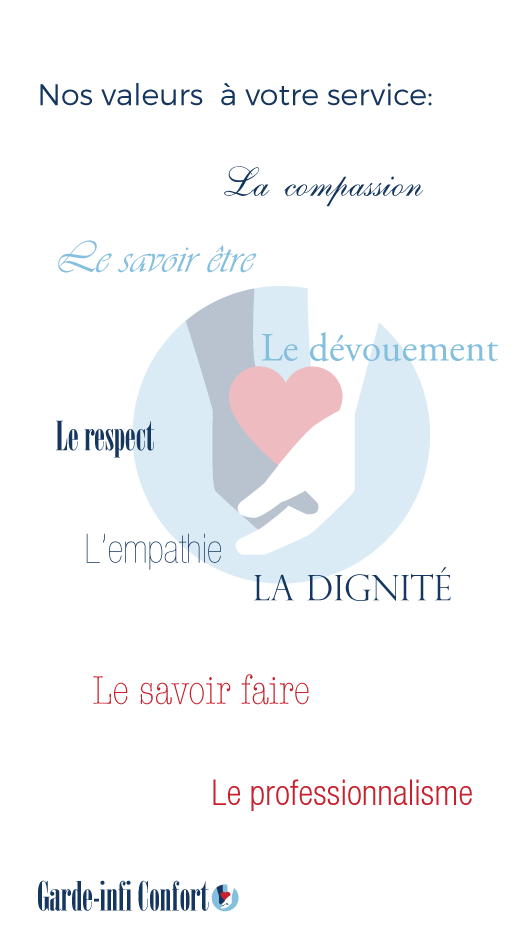 Nos valeurs à votre service:
La compassion
Le savoir être
Le dévouement
Le respect
L'empathie
LA DIGNITÉ
Le savoir faire
Le professionnalisme
Garde-infi Confort